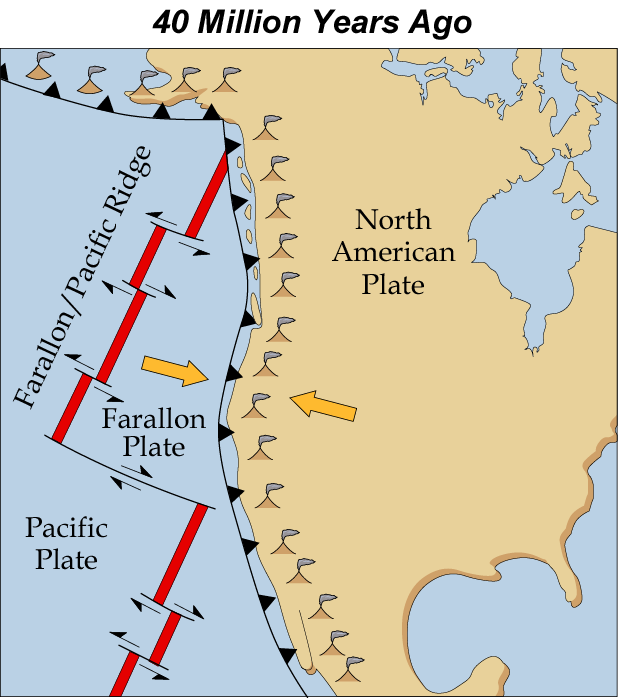 40 Million Years Ago
Farallon/Pacific Ridge
North
American
Plate
Farallon
Plate
Pacific
Plate